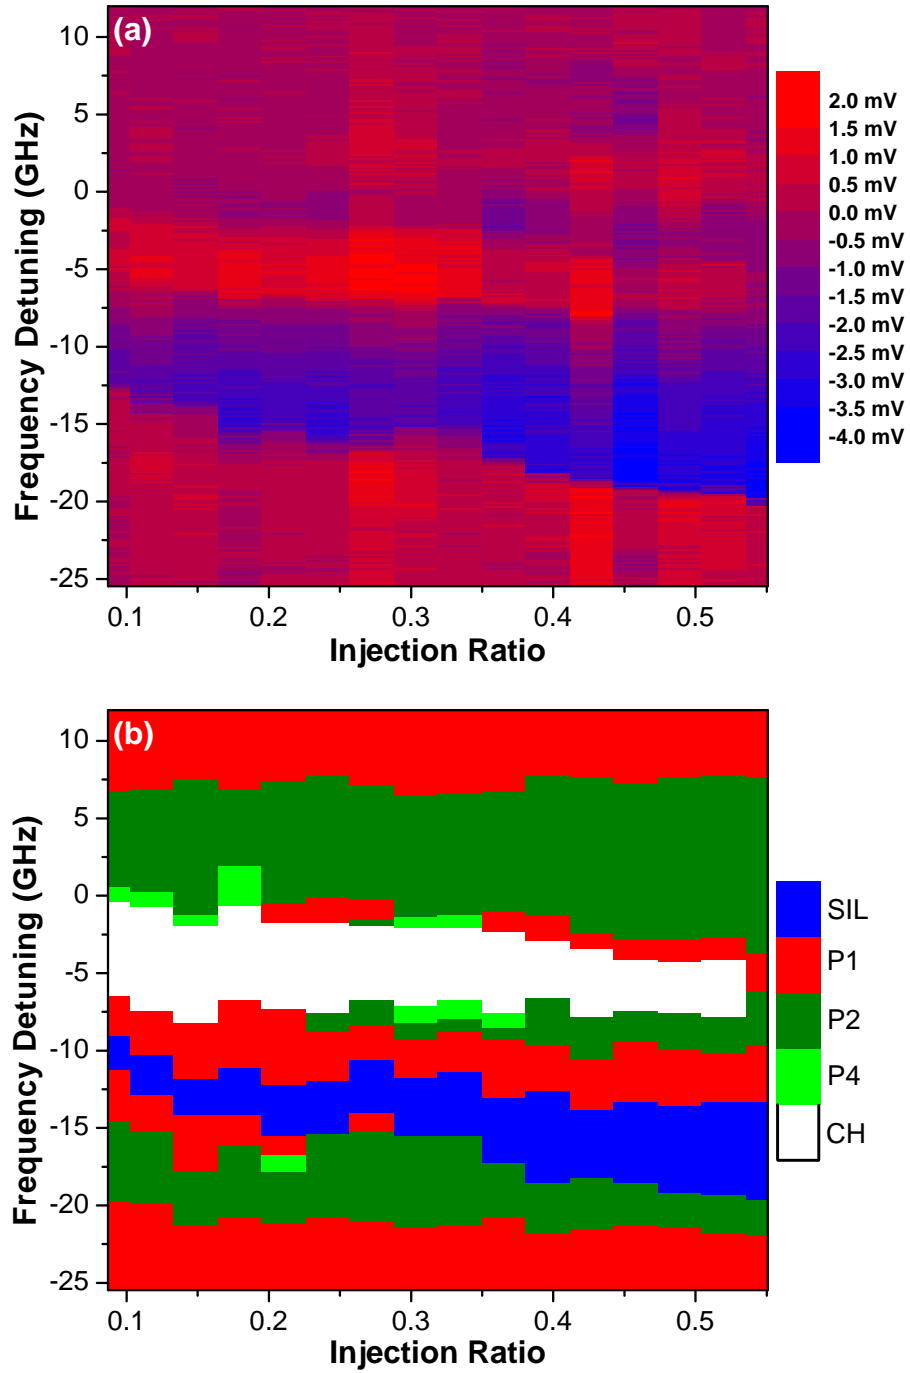 (a)
10
5
0
-5
-10
-15
-20
-25
Frequency Detuning (GHz)
0.1 0.2 0.3 0.4 0.5
Injection Ratio
2.0 mV
1.5 mV
1.0 mV
0.5 mV
0.0 mV
-0.5 mV
-1.0 mV
-1.5 mV
-2.0 mV
-2.5 mV
-3.0 mV
-3.5 mV
-4.0 mV
(b)
10
5
0
-5
-10
-15
-20
-25
Frequency Detuning (GHz)
0.1 0.2 0.3 0.4 0.5
Injection Ratio
SIL
P1
P2
P4
CH